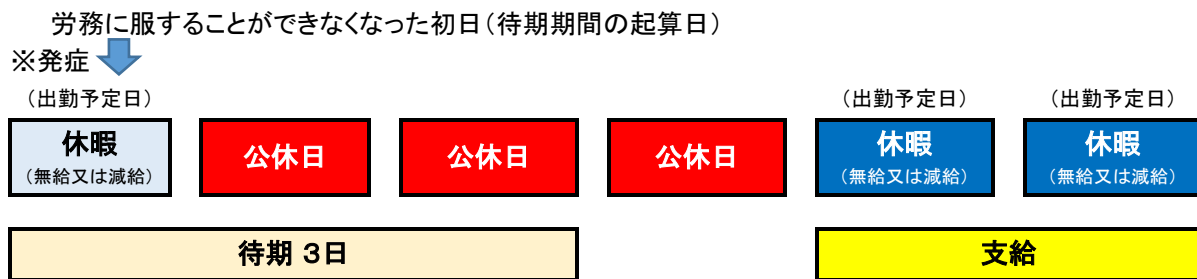 労務に服することができなくなった初日(待期期間の起算日)
※発症
(出勤予定日) (出勤予定日) (出勤予定日)
休暇 公休日 公休日 公休日 休暇 休暇
(無給又は減給) (無給又は減給) (無給又は減給)
待期 3日 支給